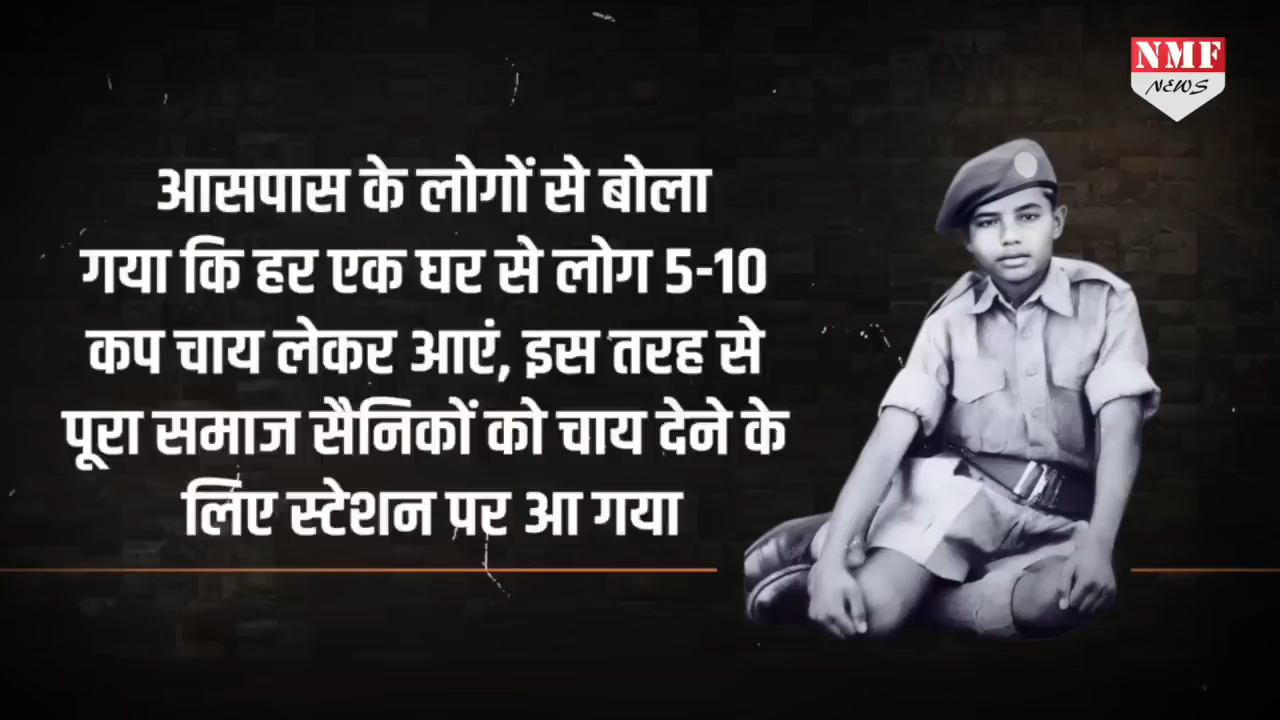 NMF
NEWS
आसपास के लोगों से बोला
गया कि हर एक घर से लोग 5-10
कप चाय लेकर आएं, इस तरह से
पूरा समाज सैनिकों को चाय देने के
लिए स्टेशन पर आ गया